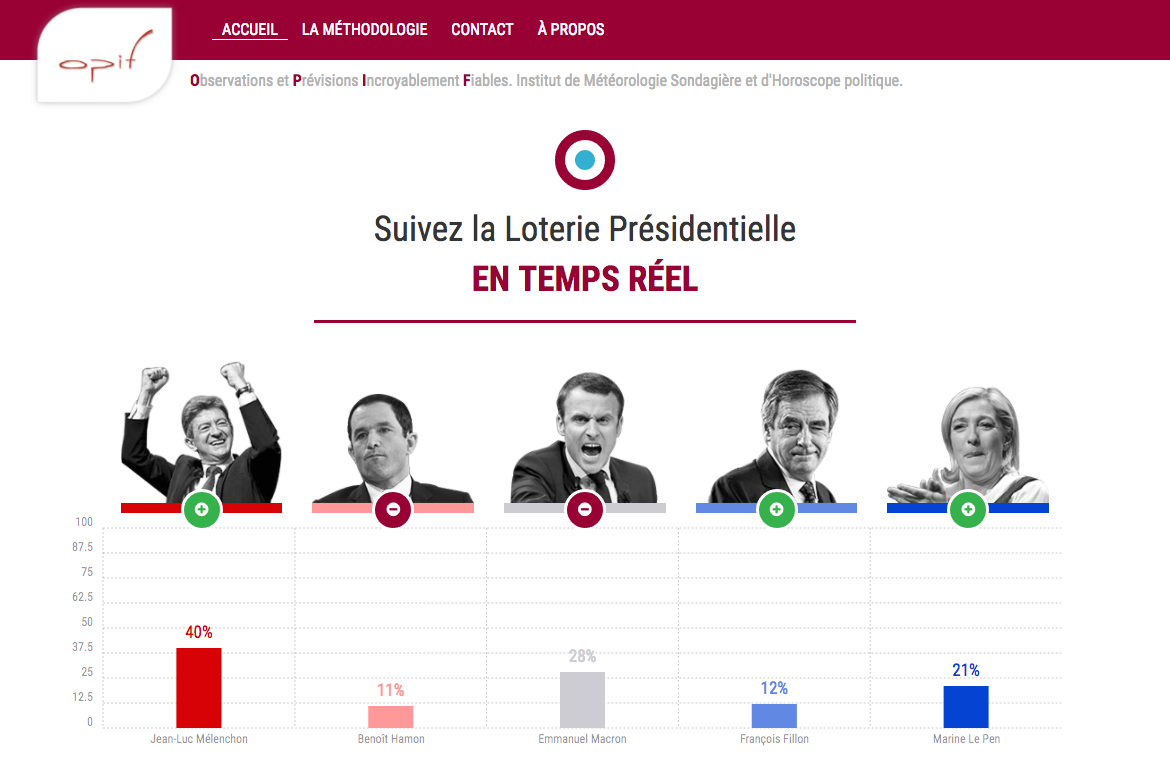 opif
ACCUEIL LA MÉTHODOLOGIE CONTACT À PROPOS
Observations et Prévisions Incroyablement Fiables. Institut de Météorologie Sondagière et d'Horoscope politique.
Suivez la Loterie Présidentielle
EN TEMPS RÉEL
100
87.5
75
62.5
50
37.5
25
12.5
0
40%
11%
28%
12%
21%
Jean-Luc Mélenchon
Benoît Hamon
Emmanuel Macron
François Fillon
Marine Le Pen